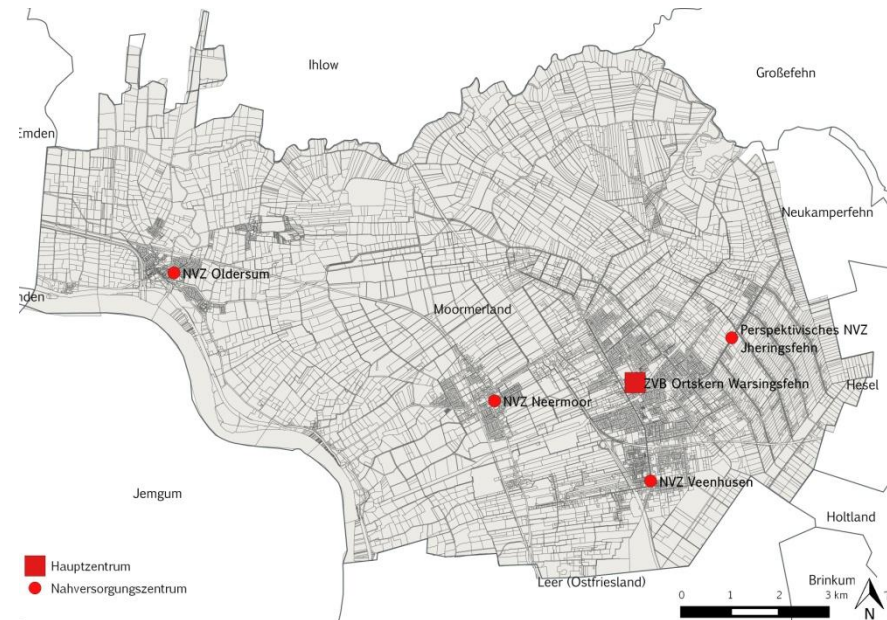 Ihlow
Großefehn
Emden
Neukamperfehn
NVZ Oldersum
Moormerland
Perspektivisches NVZ
Jheringsfehn
ZVB Ortskern Warsingsfehn
Hesel
NVZ Neermoor
NVZ Veenhusen
Jemgum
Holtland
Hauptzentrum
Nahversorgungszentrum
Leer (Ostfriesland)
Brinkum
0 1 2 3 km
N